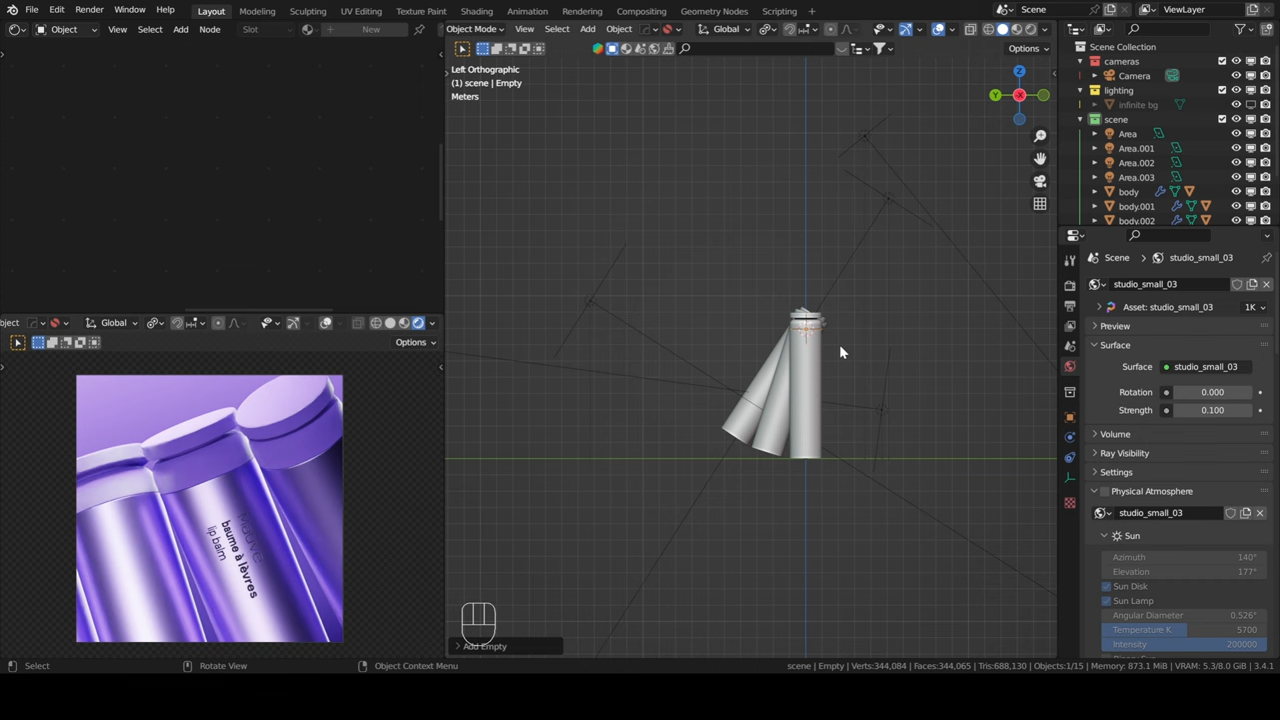 File Edit Render Window Help
Layout Modeling Sculpting UV Editing Texture Paint Shading Animation Rendering Compositing Geometry Nodes Scripting
Scene
ViewLayer
Object View Select Add Node Slot New
Object Mode View Select Add Object Global
Options
Left Orthographic
(1) scene | Empty
Meters
Z
Y
X
Scene Collection
cameras
Camera
lighting
infinite bg
scene
Area
Area.001
Area.002
Area.003
body
body.001
body.002
Scene studio_small_03
studio_small_03
Asset: studio_small_03 1K
Preview
Surface
Surface studio_small_03
Rotation 0.000
Strength 0.100
Volume
Ray Visibility
Settings
Physical Atmosphere
studio_small_03
Sun
Azimuth 140°
Elevation 177°
Sun Disk
Sun Lamp
Angular Diameter 0.526°
Temperature K 5700
Intensity 200000
bject Global
Options
Mauve
baume à lèvres
lip balm
Add Empty
Select Rotate View Object Context Menu
scene | Empty | Verts:344,084 | Faces:344,065 | Tris:688,130 | Objects:1/15 | Memory: 873.1 MiB | VRAM: 5.3/8.0 GiB | 3.4.1